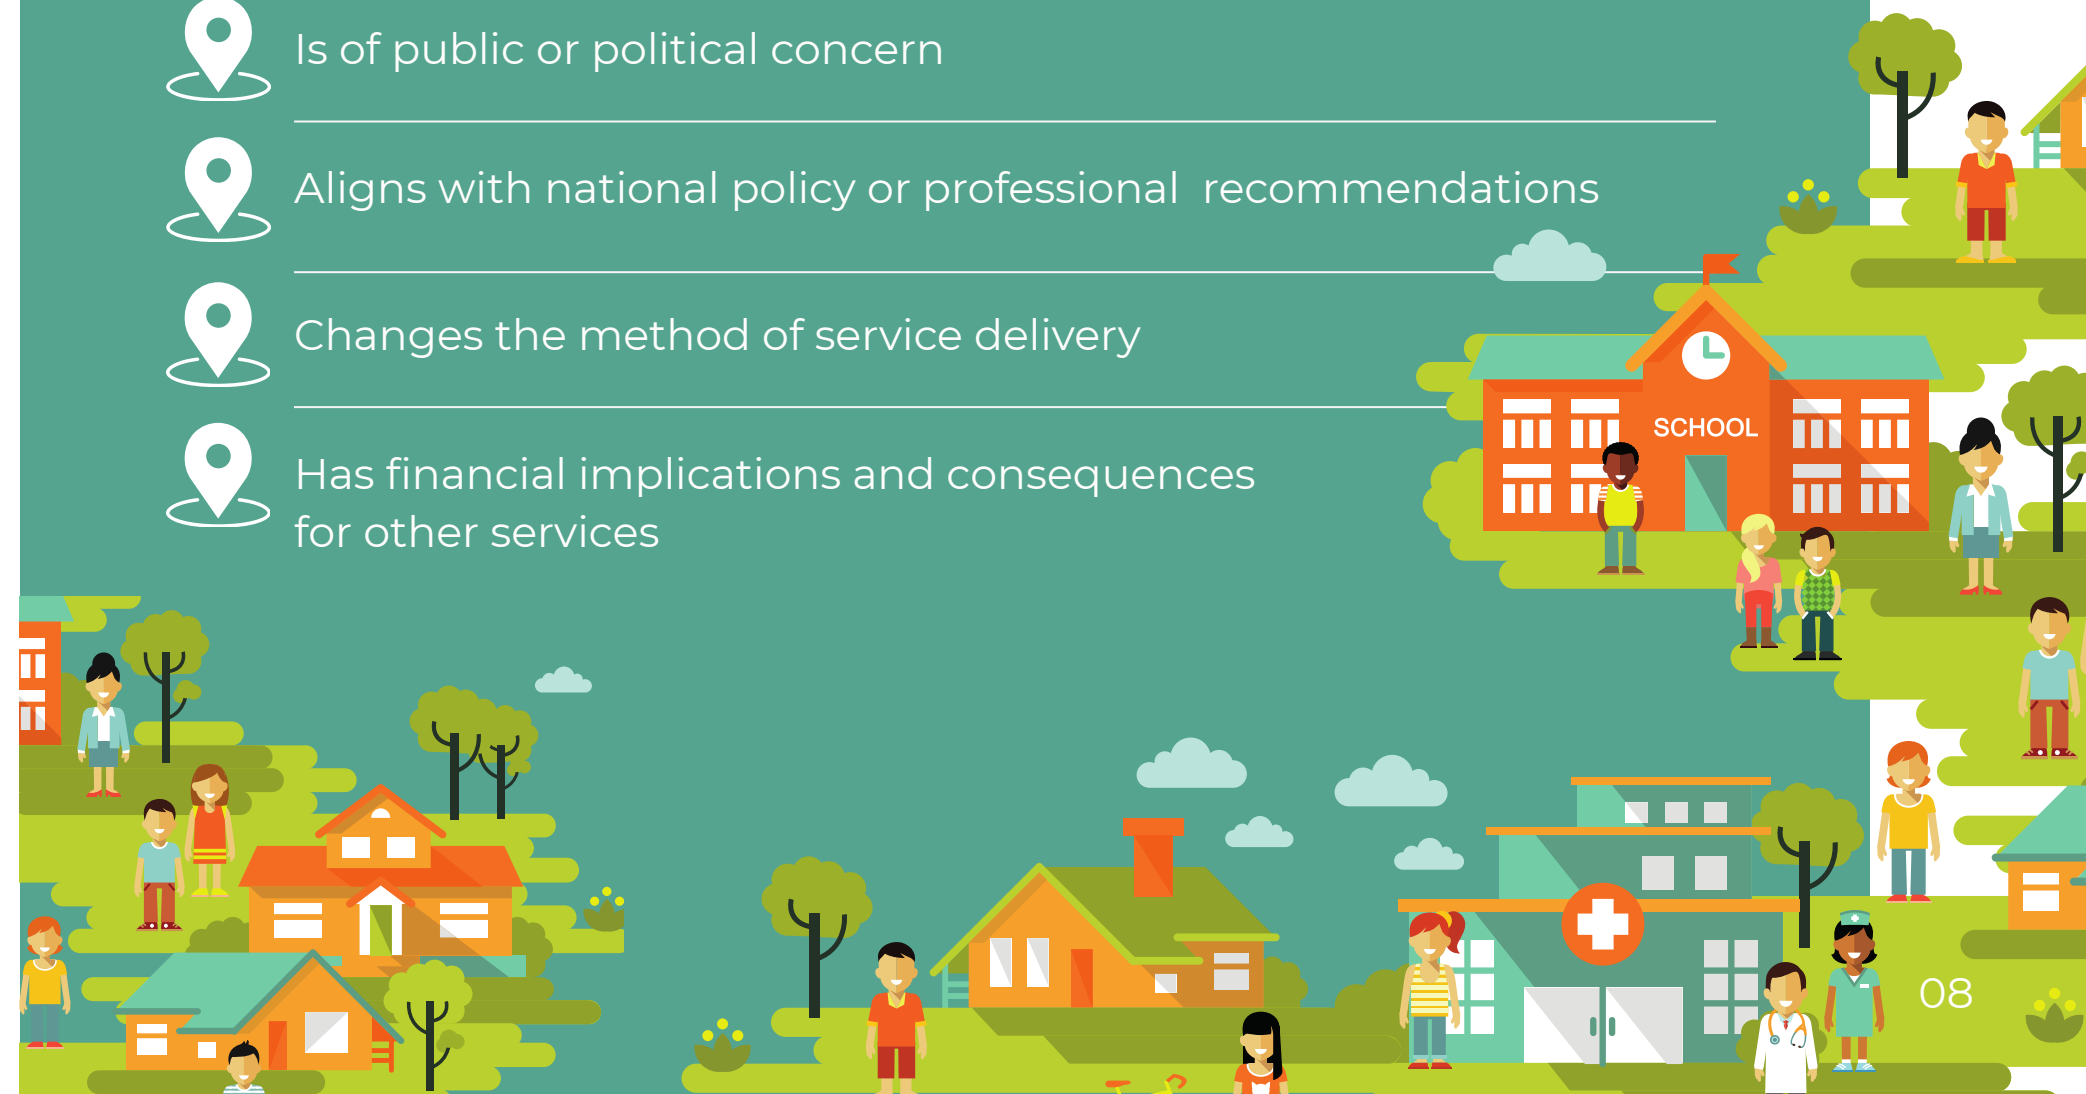 Is of public or political concern
Aligns with national policy or professional recommendations
Changes the method of service delivery
SCHOOL
Has financial implications and consequences
for other services
08